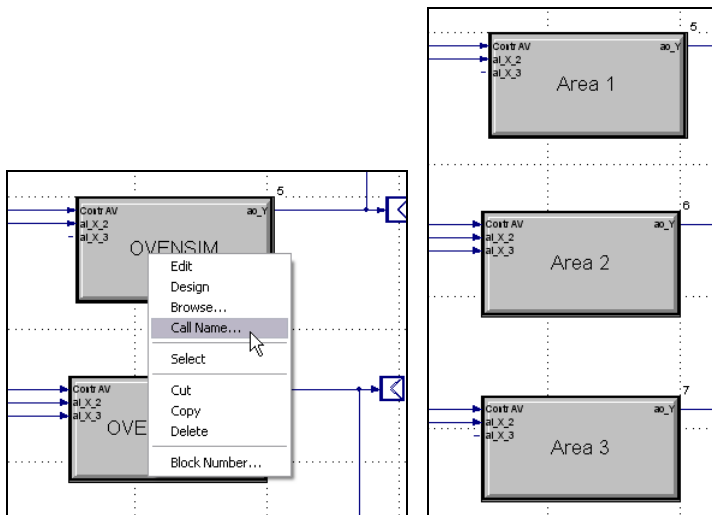 5
Contr AV ao_Y
aI_X_2
aI_X_3
OVENSIM
Edit
Design
Browse...
Call Name...
Select
Cut
Copy
Delete
Block Number...
Contr AV
aI_X_2
aI_X_3
OVE
5
Contr AV ao_Y
aI_X_2
aI_X_3
Area 1
6
Contr AV ao_Y
aI_X_2
aI_X_3
Area 2
7
Contr AV ao_Y
aI_X_2
aI_X_3
Area 3